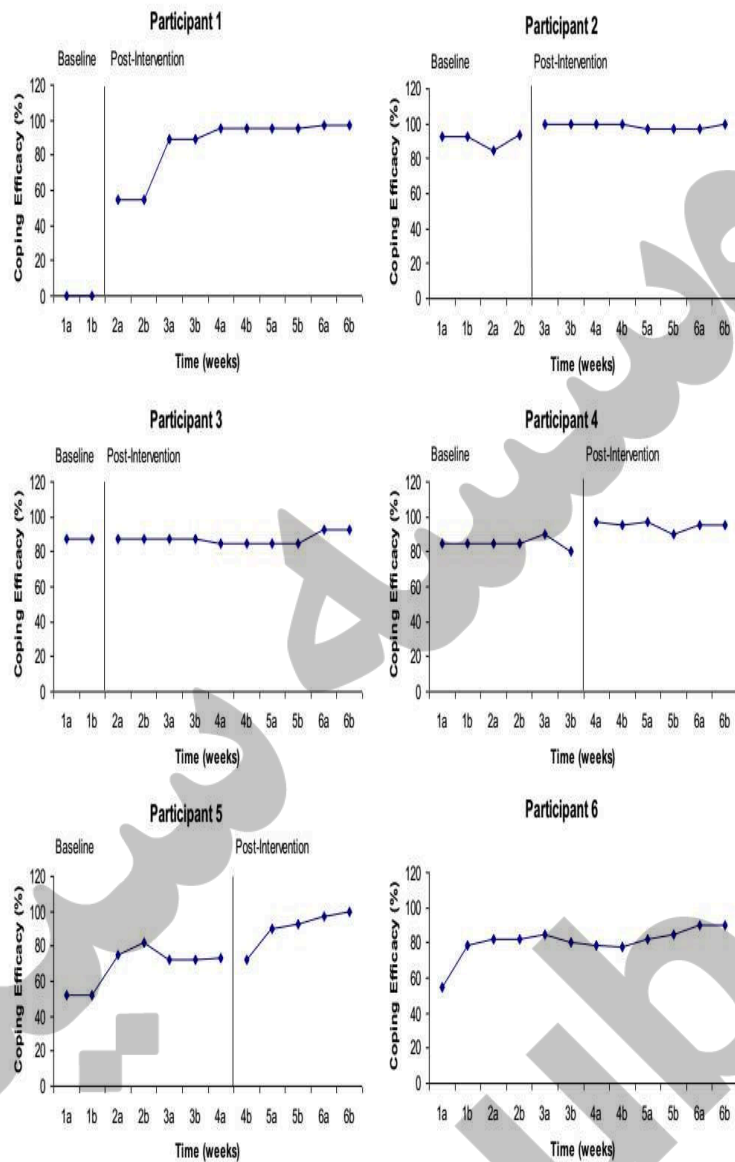 Participant 1
Baseline Post-Intervention
Coping Efficacy (%)
120
100
80
60
40
20
0
1a 1b 2a 2b 3a 3b 4a 4b 5a 5b 6a 6b
Time (weeks)
Participant 2
Baseline Post-Intervention
Coping Efficacy (%)
120
100
80
60
40
20
0
1a 1b 2a 2b 3a 3b 4a 4b 5a 5b 6a 6b
Time (weeks)
Participant 3
Baseline Post-Intervention
Coping Efficacy (%)
120
100
80
60
40
20
0
1a 1b 2a 2b 3a 3b 4a 4b 5a 5b 6a 6b
Time (weeks)
Participant 4
Baseline Post-Intervention
Coping Efficacy (%)
120
100
80
60
40
20
0
1a 1b 2a 2b 3a 3b 4a 4b 5a 5b 6a 6b
Time (weeks)
Participant 5
Baseline Post-Intervention
Coping Efficacy (%)
120
100
80
60
40
20
0
1a 1b 2a 2b 3a 3b 4a 4b 5a 5b 6a 6b
Time (weeks)
Participant 6
Coping Efficacy (%)
120
100
80
60
40
20
0
1a 1b 2a 2b 3a 3b 4a 4b 5a 5b 6a 6b
Time (weeks)